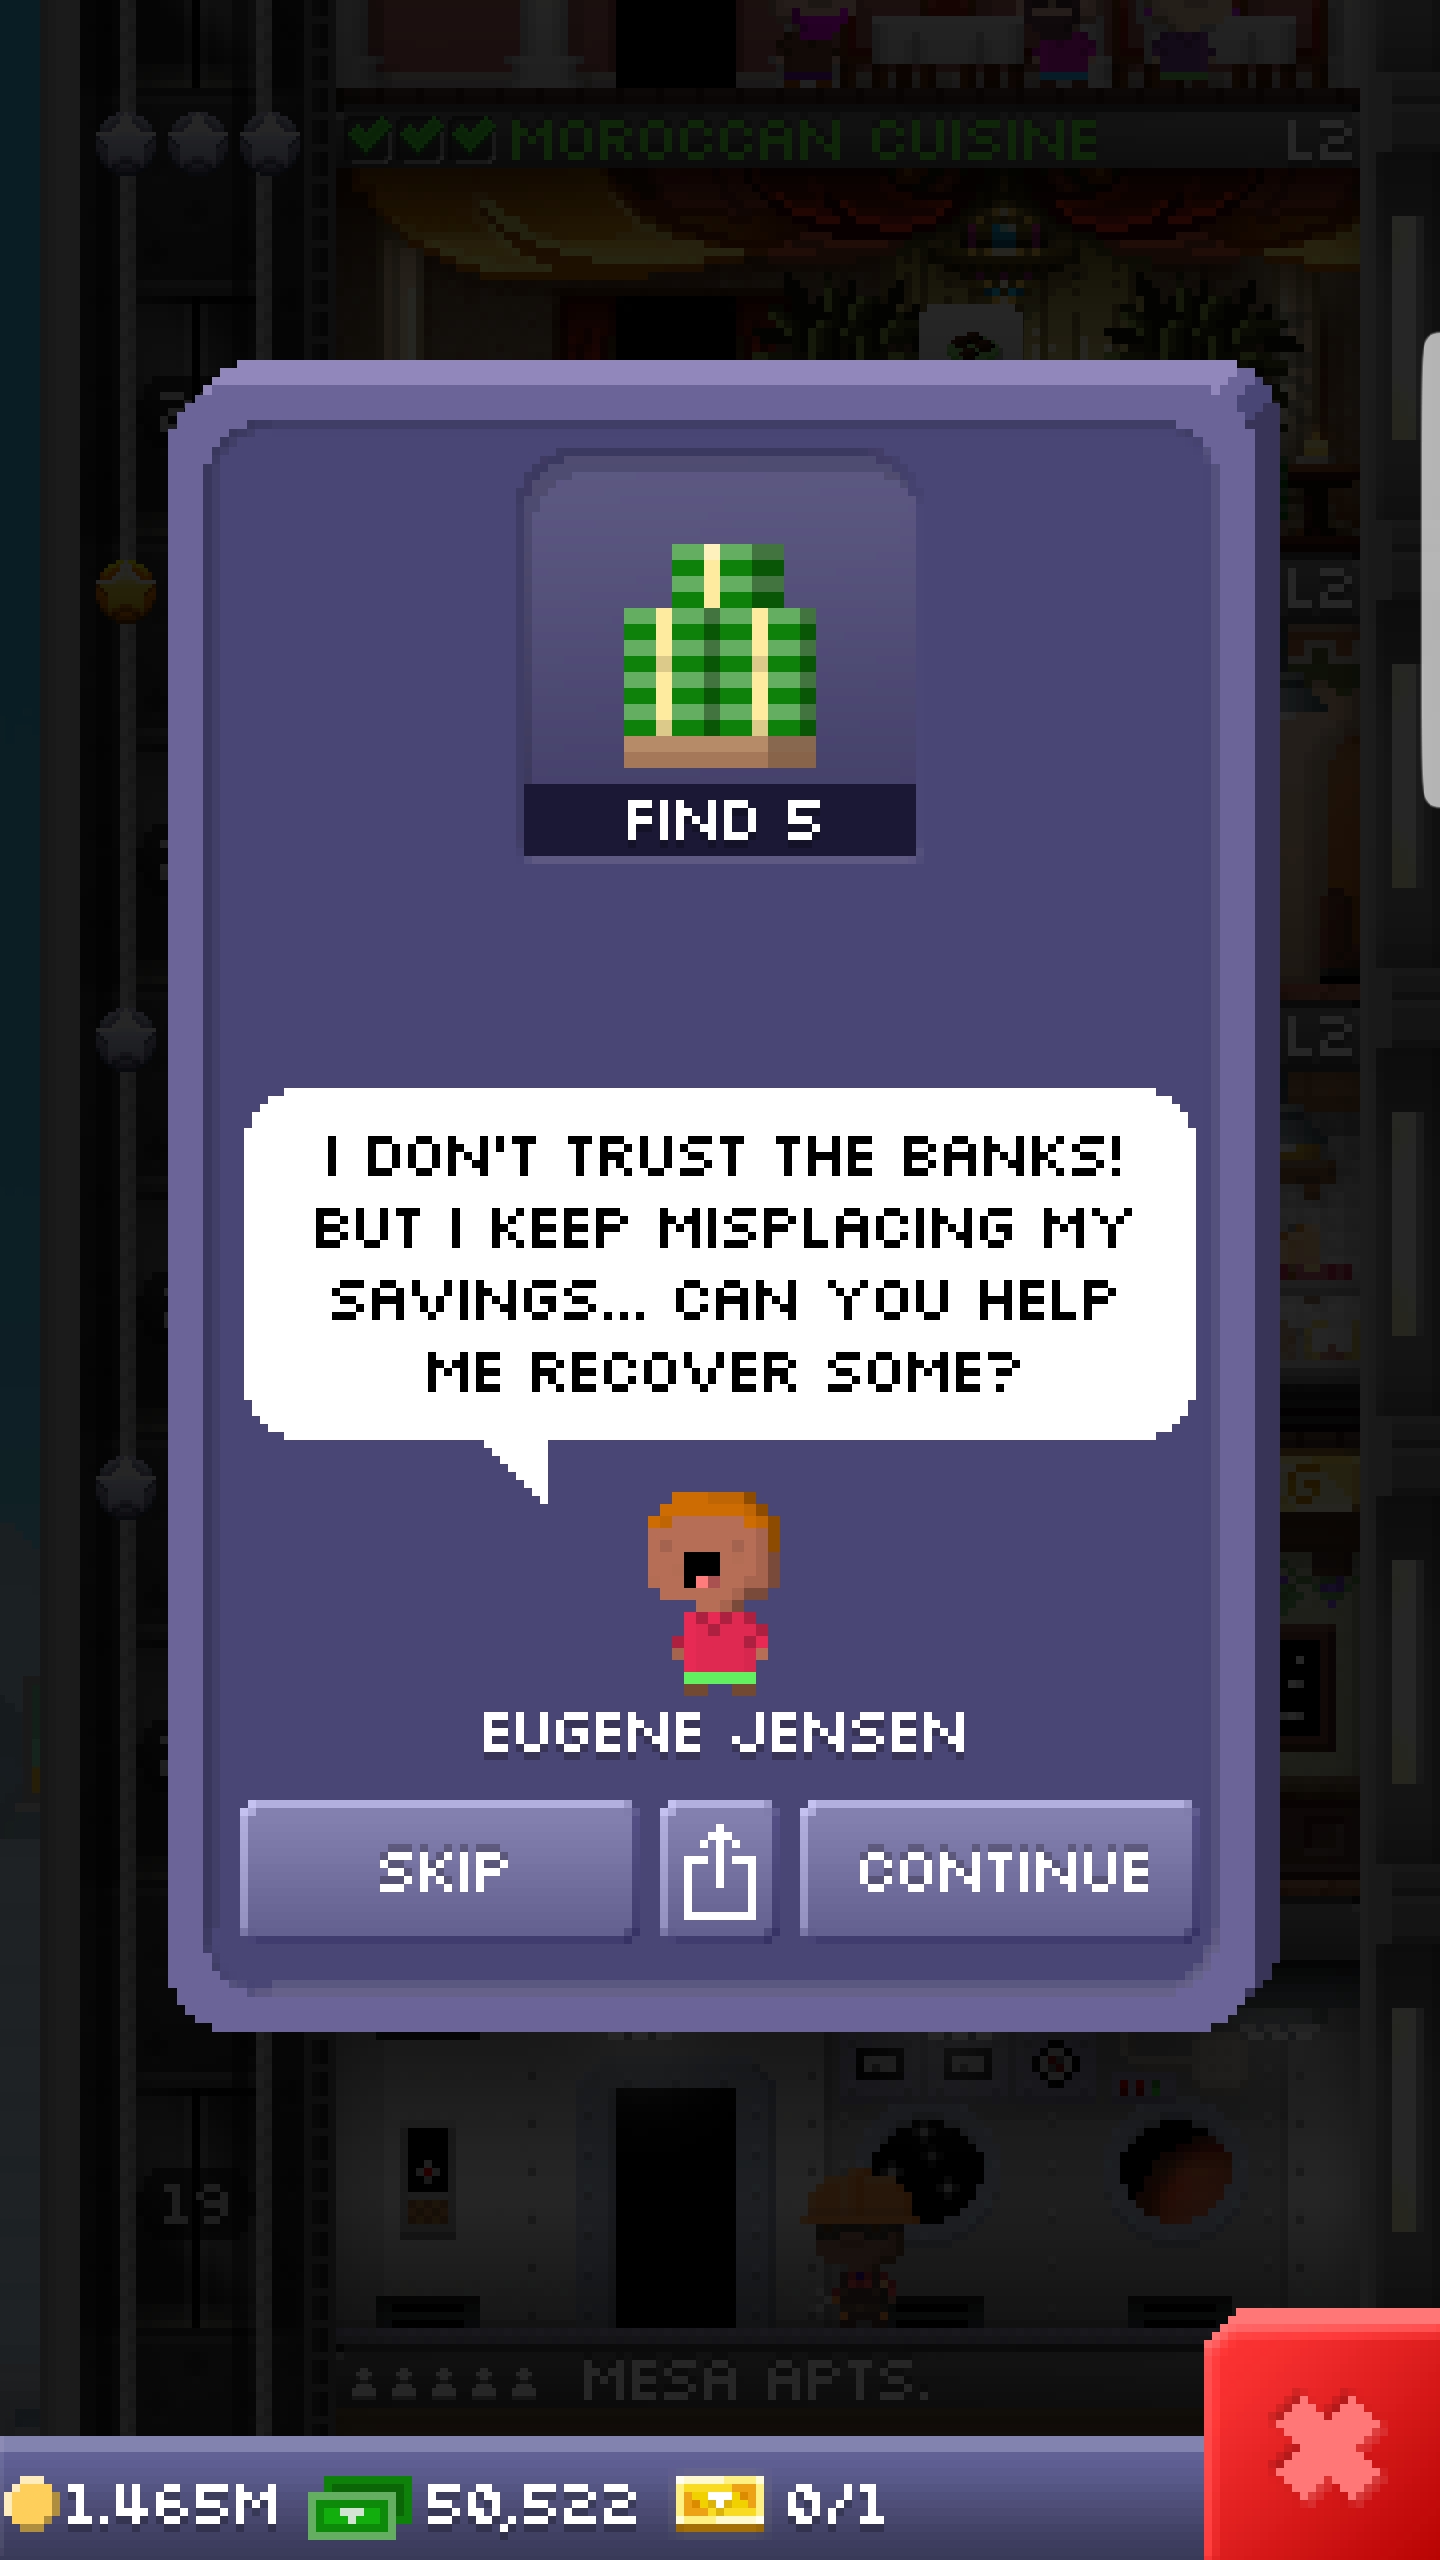 MOROCCAN CUISINE L2
L2
L2
FIND 5
I DON'T TRUST THE BANKS!
BUT I KEEP MISPLACING MY
SAVINGS... CAN YOU HELP
ME RECOVER SOME?
EUGENE JENSEN
SKIP
CONTINUE
19
MESA APTS.
1.465M 50,522 0/1